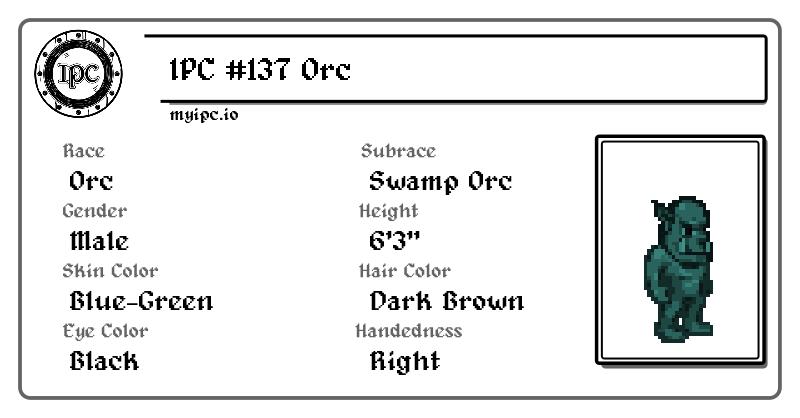 IPC
IPC #137 Orc
myipc.io
Race
Subrace
Orc
Swamp Orc
Gender
Height
Male
6'3"
Skin Color
Hair Color
Blue-Green
Dark Brown
Eye Color
Handedness
Black
Right